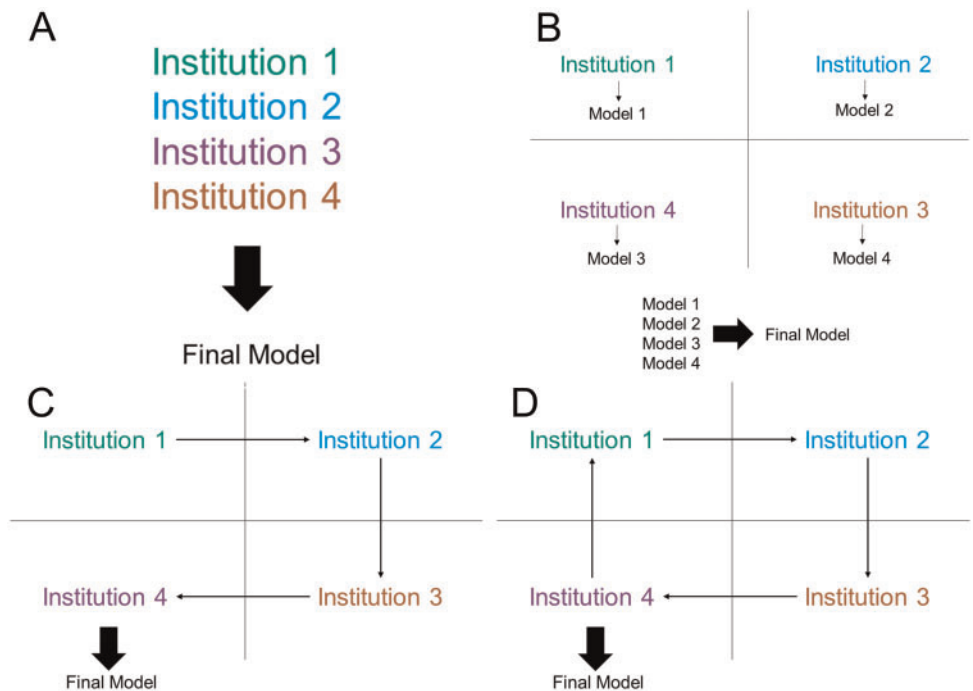 A
Institution 1
Institution 2
Institution 3
Institution 4
Final Model
B
Institution 1
Institution 2
Model 1
Model 2
Institution 4
Institution 3
Model 3
Model 4
Model 1
Model 2
Model 3
Model 4
Final Model
C
Institution 1
Institution 2
Institution 4
Institution 3
Final Model
D
Institution 1
Institution 2
Institution 4
Institution 3
Final Model